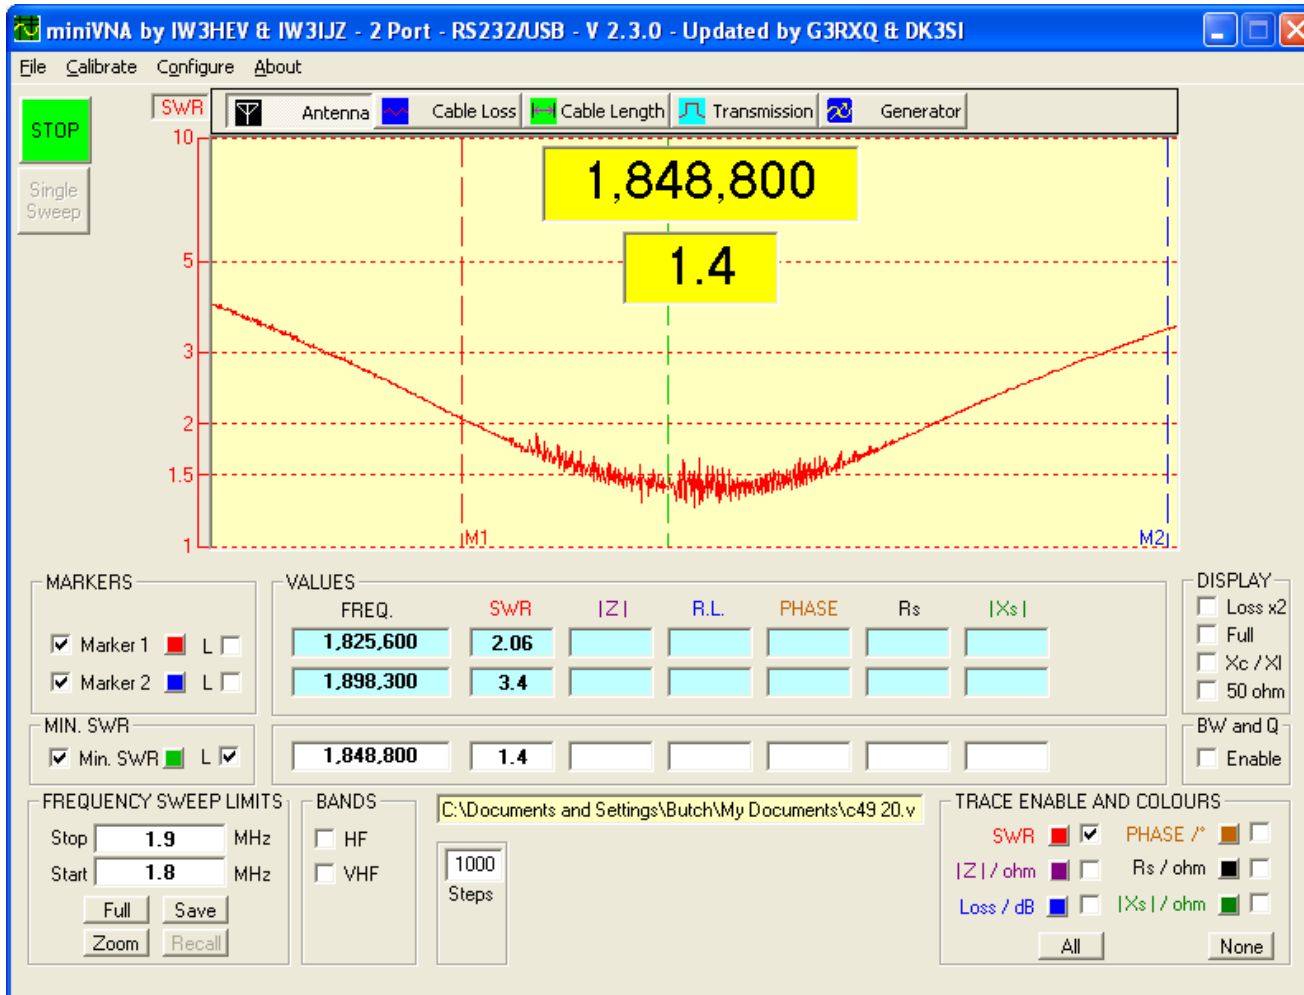 miniVNA by IW3HEV & IW3IJZ - 2 Port - RS232/USB - V 2.3.0 - Updated by G3RXQ & DK3SI
File Calibrate Configure About
STOP
Single
Sweep
SWR
Antenna Cable Loss Cable Length Transmission Generator
10
1,848,800
5
1.4
3
2
1.5
1
M1
M2
MARKERS
Marker 1 L
Marker 2 L
VALUES
FREQ. SWR |Z| R.L. PHASE Rs |Xs|
1,825,600 2.06
1,898,300 3.4
DISPLAY
Loss x2
Full
Xc / Xl
50 ohm
MIN. SWR
Min. SWR L
1,848,800 1.4
BW and Q
Enable
FREQUENCY SWEEP LIMITS
Stop 1.9 MHz
Start 1.8 MHz
Full Save
Zoom Recall
BANDS
HF
VHF
C:\Documents and Settings\Butch\My Documents\c49 20.v
1000
Steps
TRACE ENABLE AND COLOURS
SWR PHASE /°
|Z| / ohm Rs / ohm
Loss / dB |Xs| / ohm
All None